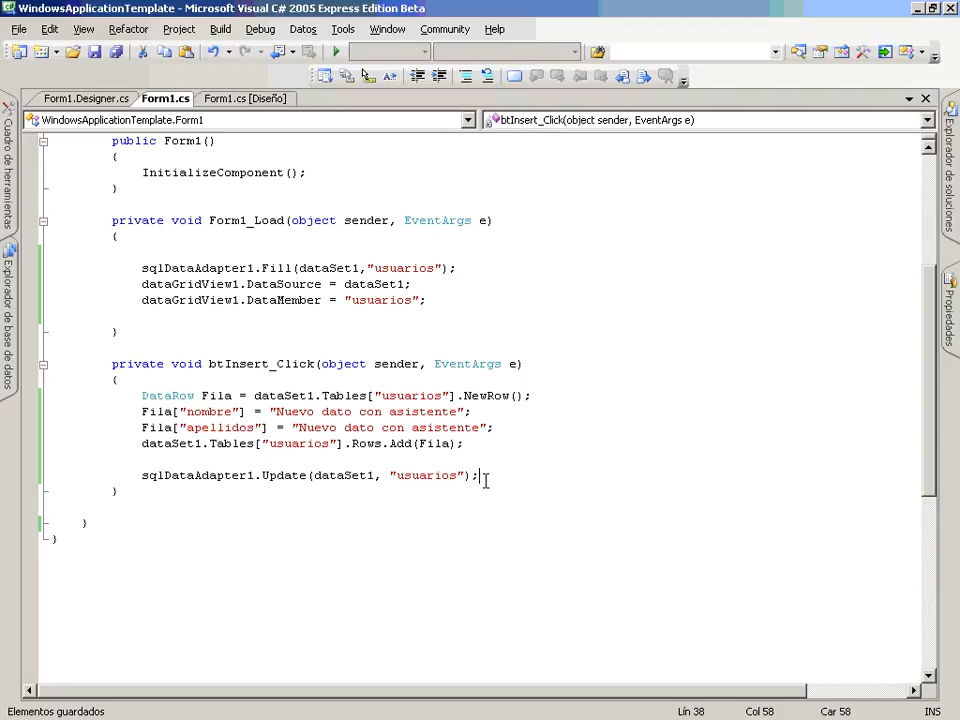 WindowsApplicationTemplate - Microsoft Visual C# 2005 Express Edition Beta
File Edit View Refactor Project Build Debug Datos Tools Window Community Help
Form1.Designer.cs Form1.cs Form1.cs [Diseño]
WindowsApplicationTemplate.Form1 btInsert_Click(object sender, EventArgs e)
Cuadro de herramientas
Explorador de base de datos
public Form1()
{
InitializeComponent();
}
private void Form1_Load(object sender, EventArgs e)
{
sqlDataAdapter1.Fill(dataSet1,"usuarios");
dataGridView1.DataSource = dataSet1;
dataGridView1.DataMember = "usuarios";
}
private void btInsert_Click(object sender, EventArgs e)
{
DataRow Fila = dataSet1.Tables["usuarios"].NewRow();
Fila["nombre"] = "Nuevo dato con asistente";
Fila["apellidos"] = "Nuevo dato con asistente";
dataSet1.Tables["usuarios"].Rows.Add(Fila);
sqlDataAdapter1.Update(dataSet1, "usuarios");
}
}
}
Explorador de soluciones
Propiedades
Elementos guardados Lín 38 Col 58 Car 58 INS